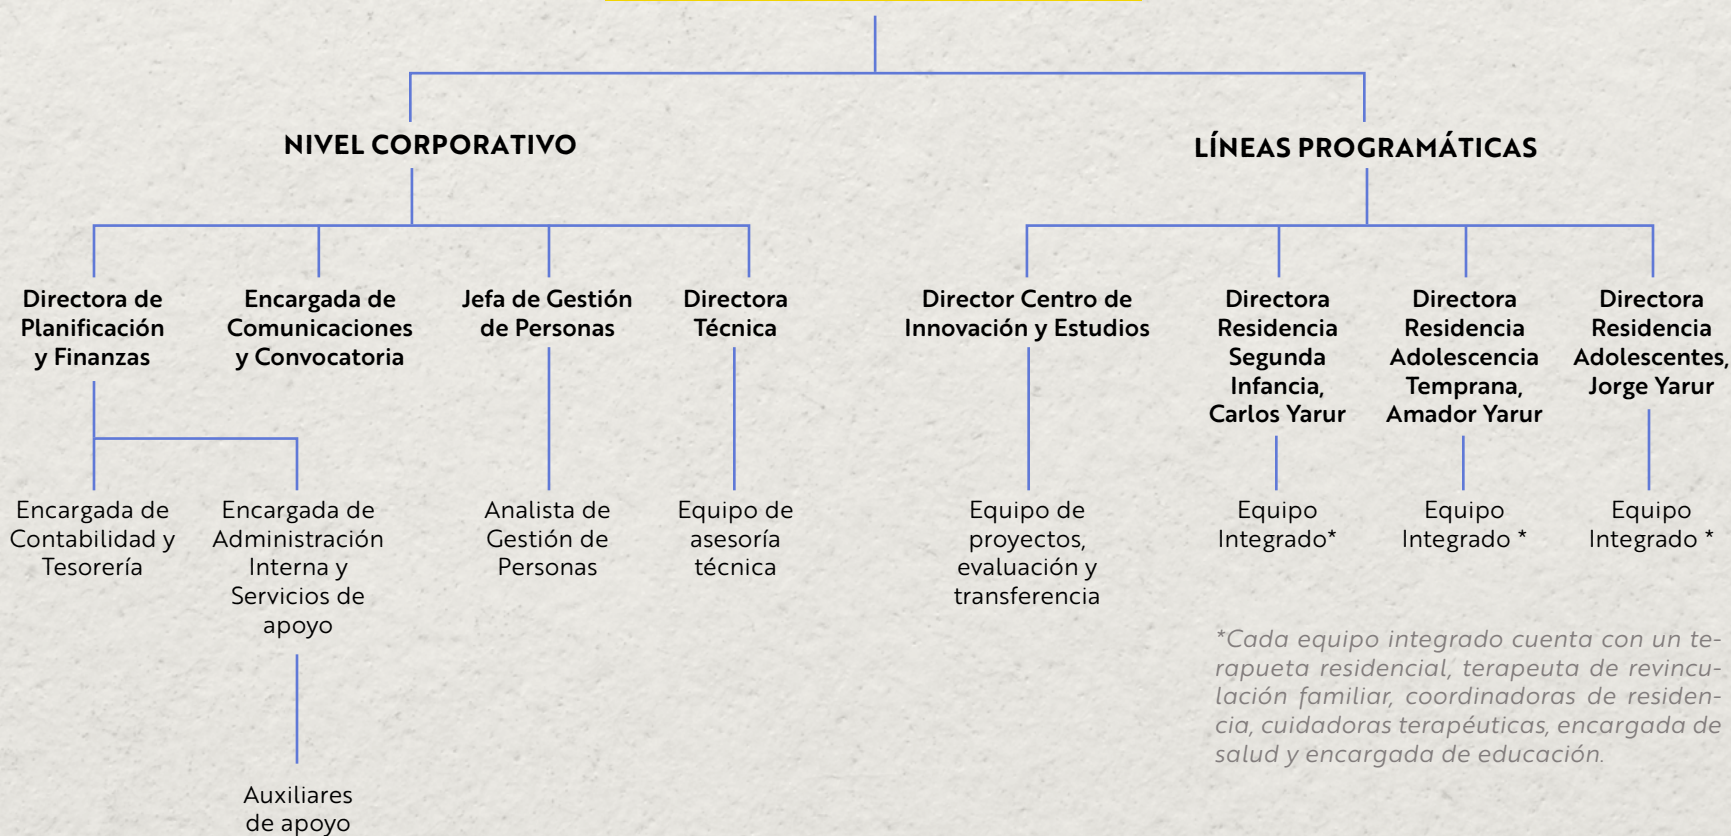 NIVEL CORPORATIVO
LÍNEAS PROGRAMÁTICAS
Directora de
Planificación
y Finanzas
Encargada de
Comunicaciones
y Convocatoria
Jefa de Gestión
de Personas
Directora
Técnica
Director Centro de
Innovación y Estudios
Directora
Residencia
Segunda
Infancia,
Carlos Yarur
Directora
Residencia
Adolescencia
Temprana,
Amador Yarur
Directora
Residencia
Adolescentes,
Jorge Yarur
Encargada de
Contabilidad y
Tesorería
Encargada de
Administración
Interna y
Servicios de
apoyo
Analista de
Gestión de
Personas
Equipo de
asesoría
técnica
Equipo de
proyectos,
evaluación y
transferencia
Equipo
Integrado*
Equipo
Integrado *
Equipo
Integrado *
*Cada equipo integrado cuenta con un te-
rapueta residencial, terapeuta de revincu-
lación familiar, coordinadoras de residen-
cia, cuidadoras terapéuticas, encargada de
salud y encargada de educación.
Auxiliares
de apoyo